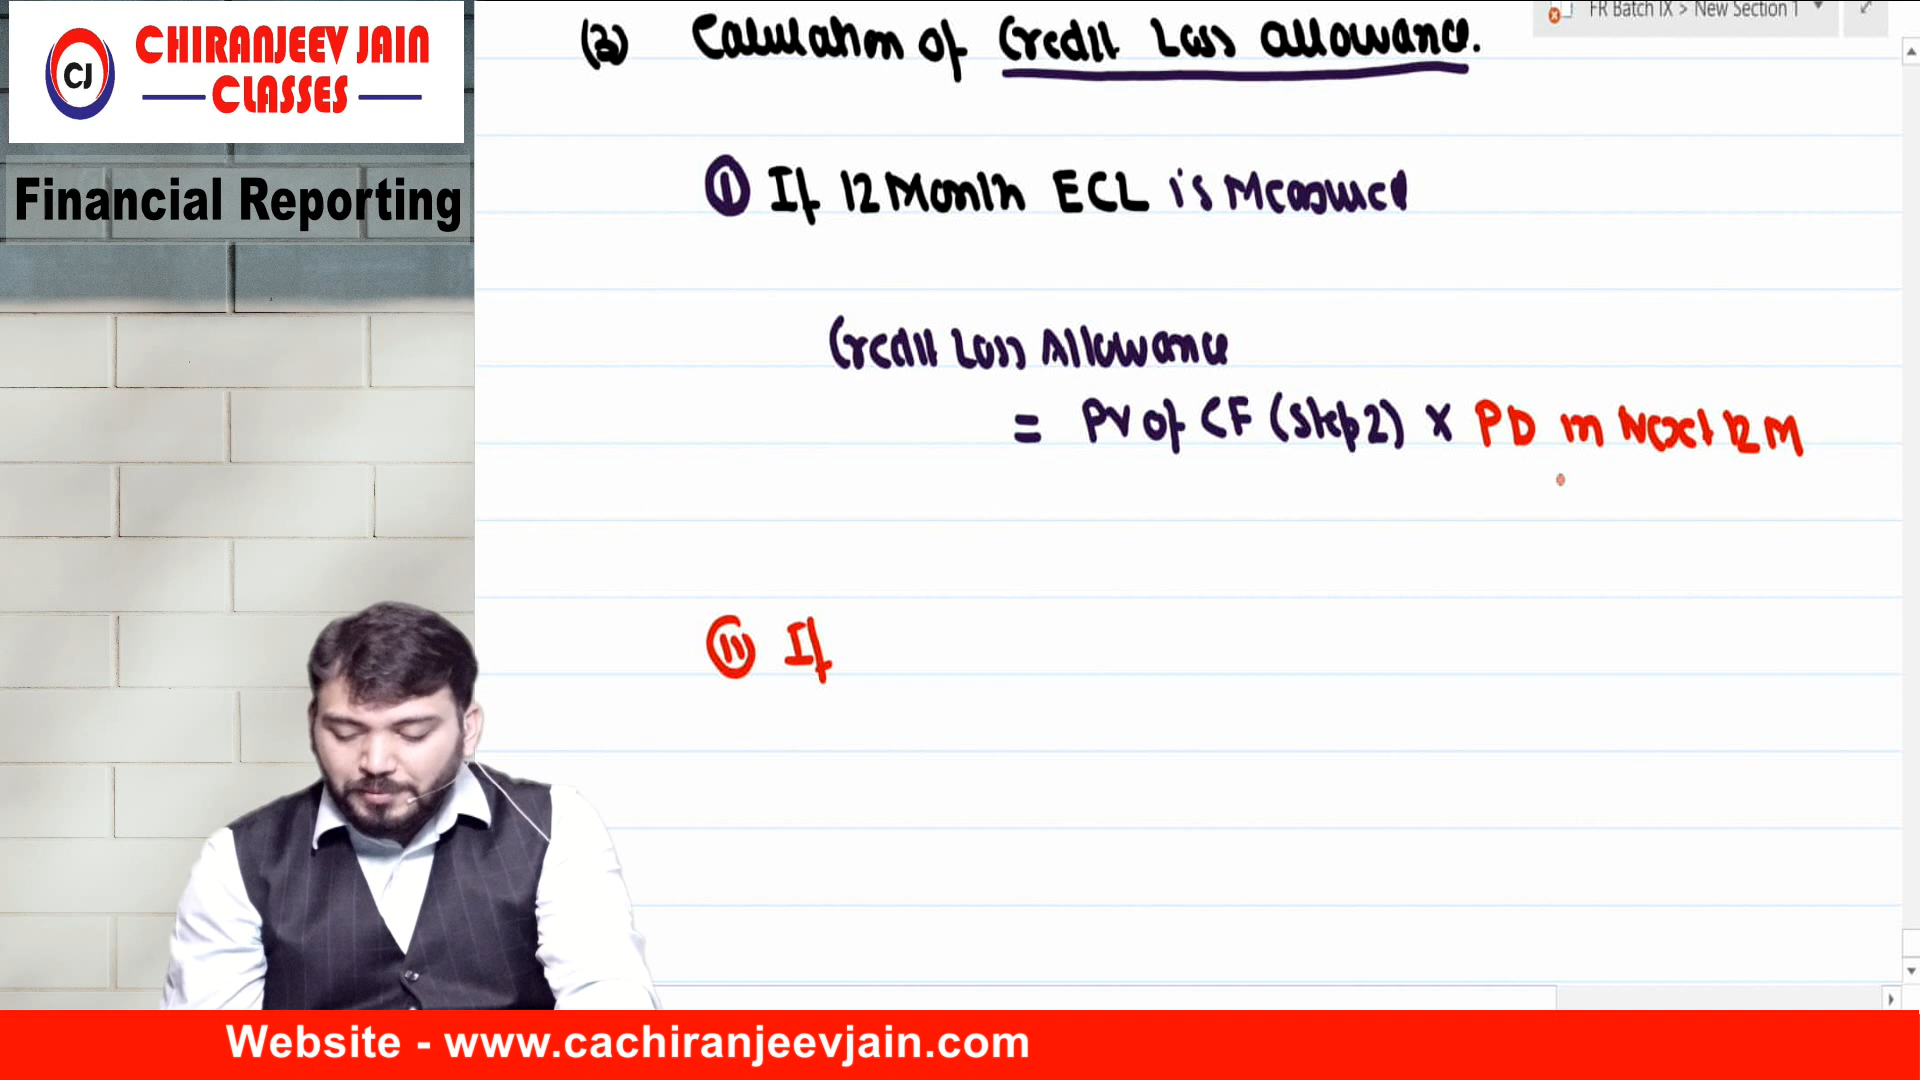 CHIRANJEEV JAIN
CLASSES
CJ
Financial Reporting
FR Batch IX > New Section 1
(3) Calculation of Credit Loss allowance.
(i) If 12 Month ECL is Measured
Credit Loss Allowance
= PV of CF (Step 2) x PD in Next 12 M
(ii) If
Website - www.cachiranjeevjain.com